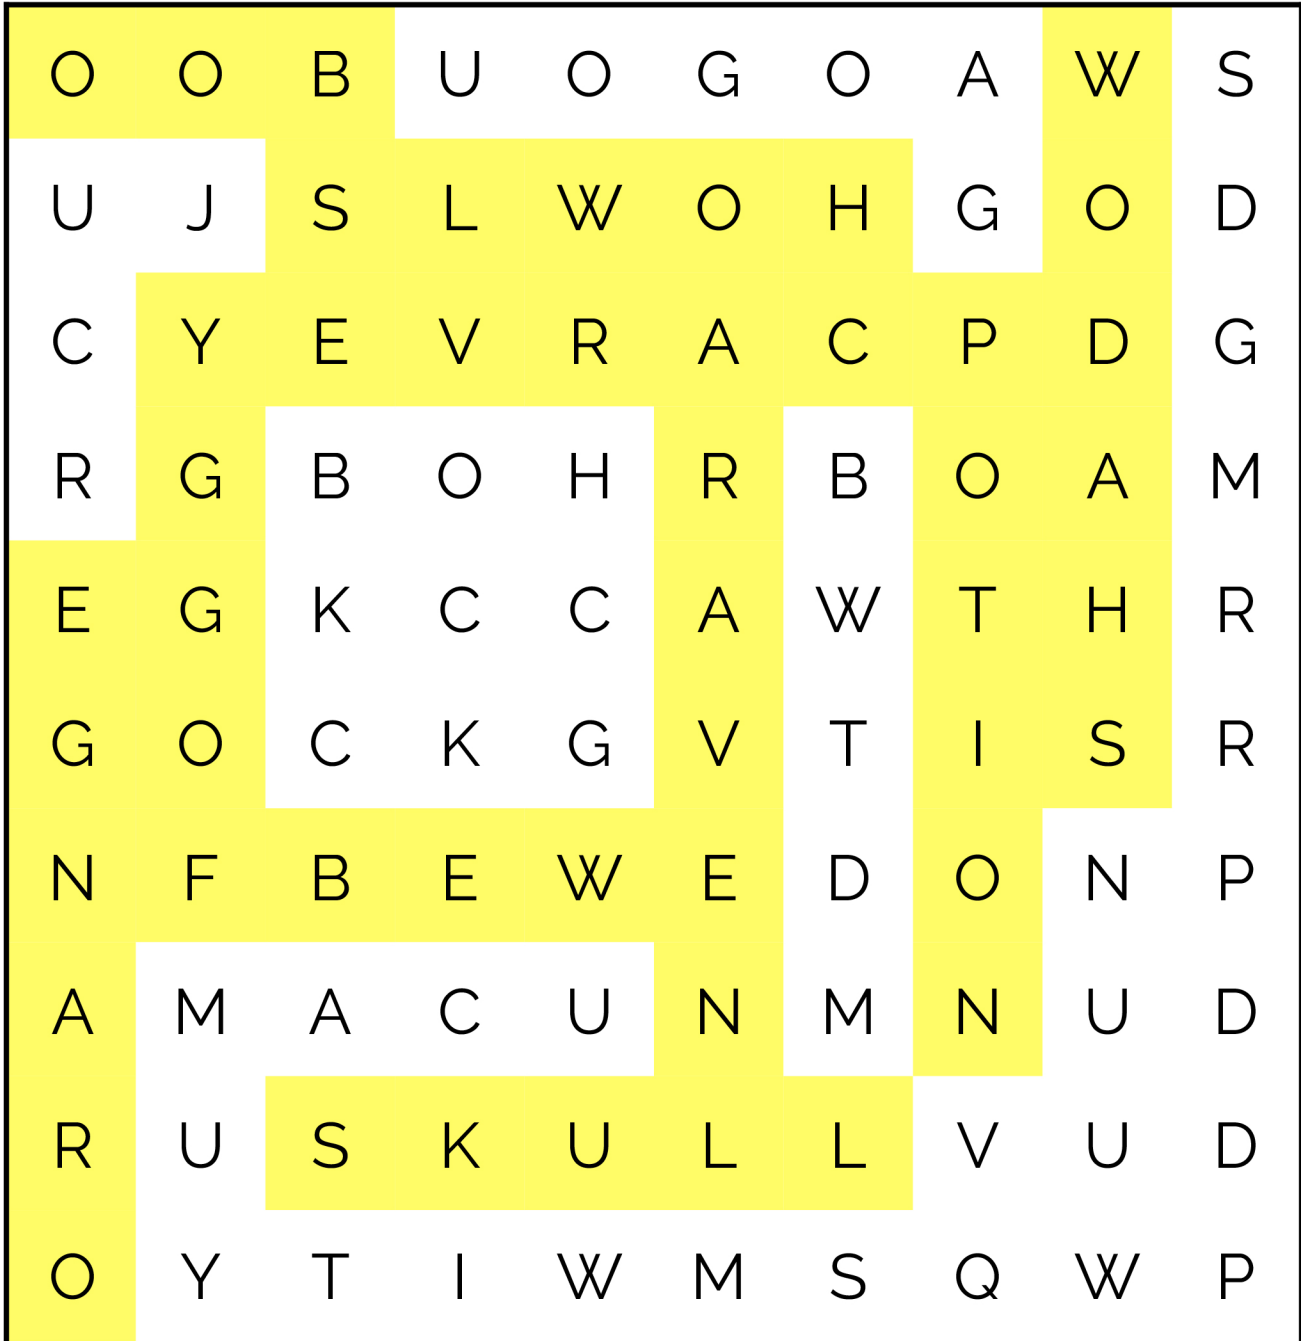 O O B U O G O A W S
U J S L W O H G O D
C Y E V R A C P D G
R G B O H R B O A M
E G K C C A W T H R
G O C K G V T I S R
N F B E W E D O N P
A M A C U N M N U D
R U S K U L L V U D
O Y T I W M S Q W P